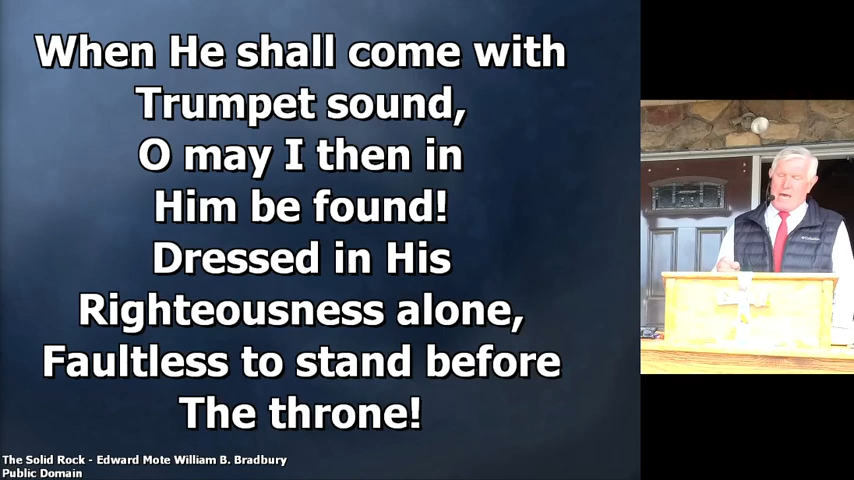 When He shall come with
Trumpet sound,
O may I then in
Him be found!
Dressed in His
Righteousness alone,
Faultless to stand before
The throne!
The Solid Rock - Edward Mote William B. Bradbury
Public Domain